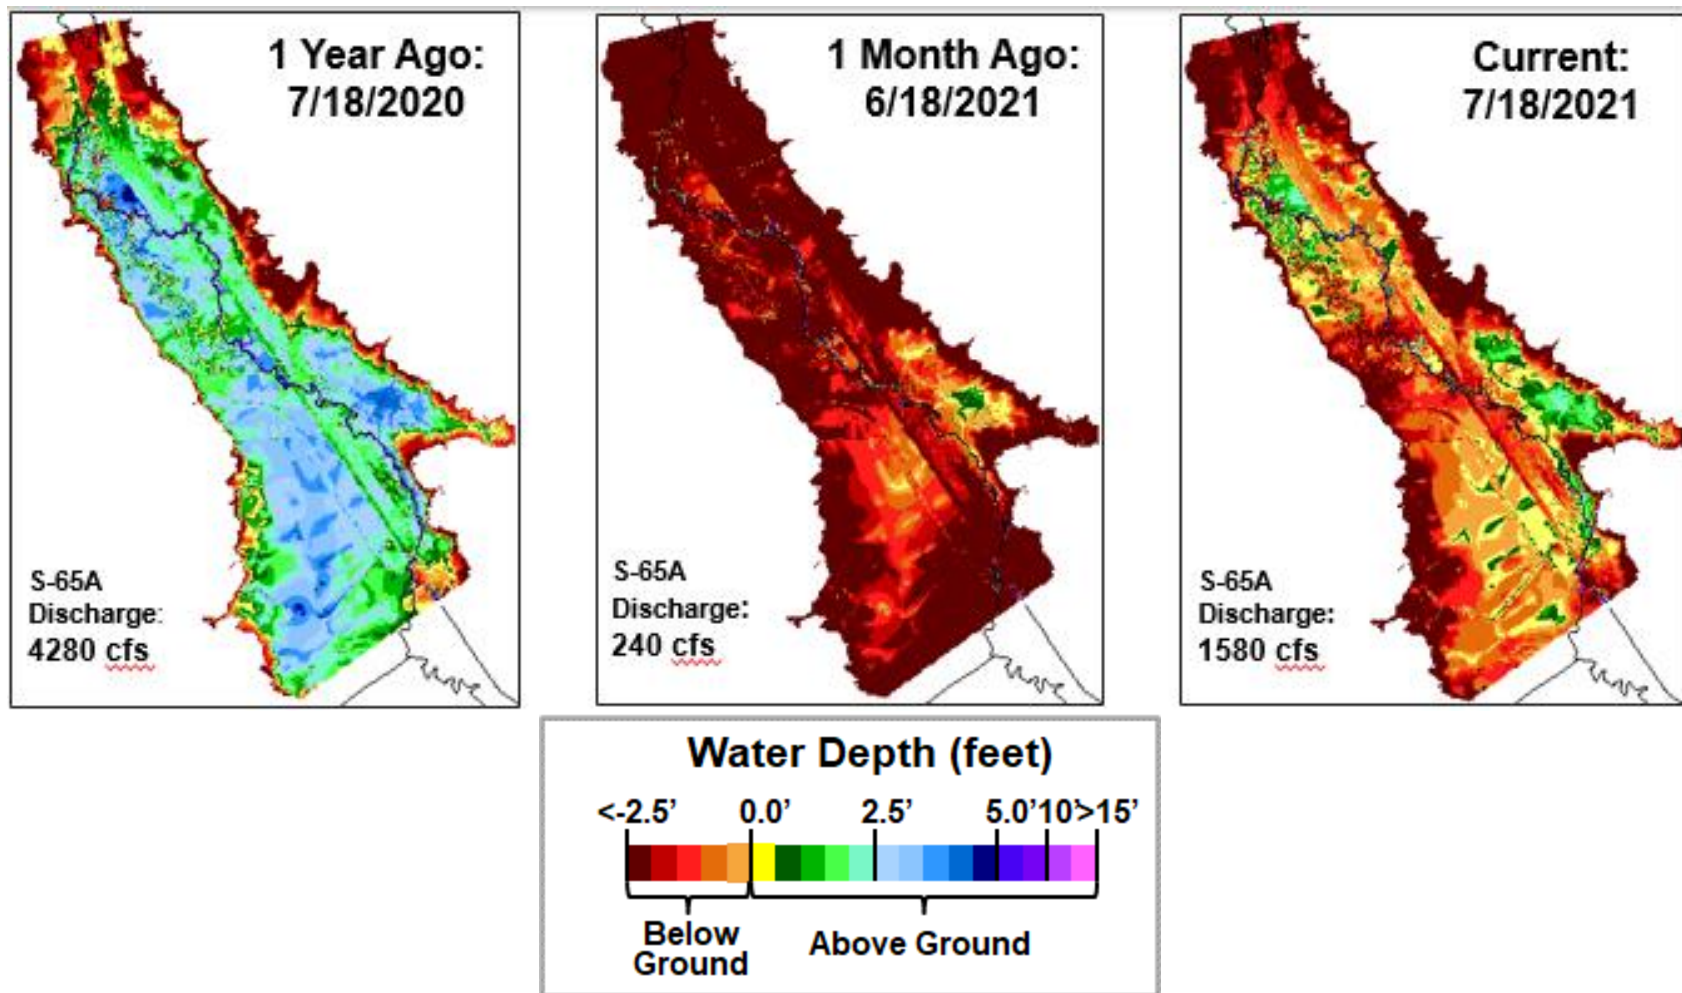 1 Year Ago:
7/18/2020
S-65A
Discharge:
4280 cfs
1 Month Ago:
6/18/2021
S-65A
Discharge:
240 cfs
Current:
7/18/2021
S-65A
Discharge:
1580 cfs
Water Depth (feet)
<-2.5’ 0.0’ 2.5’ 5.0’10’>15’
Below
Ground
Above Ground